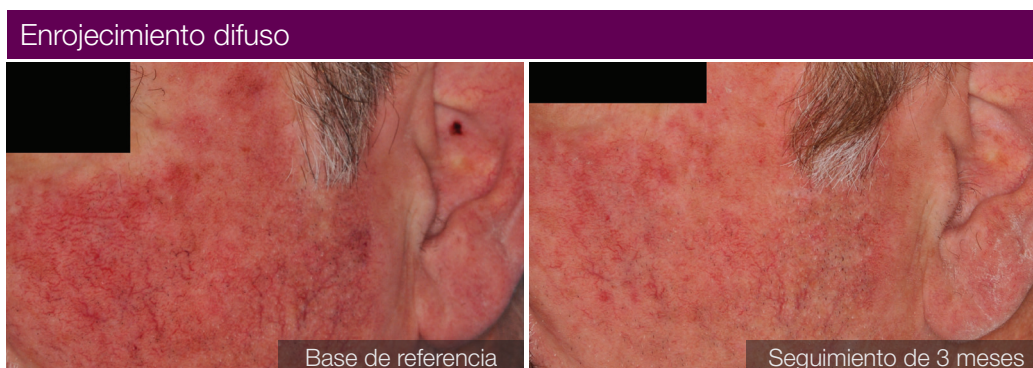 Enrojecimiento difuso
Base de referencia
Seguimiento de 3 meses